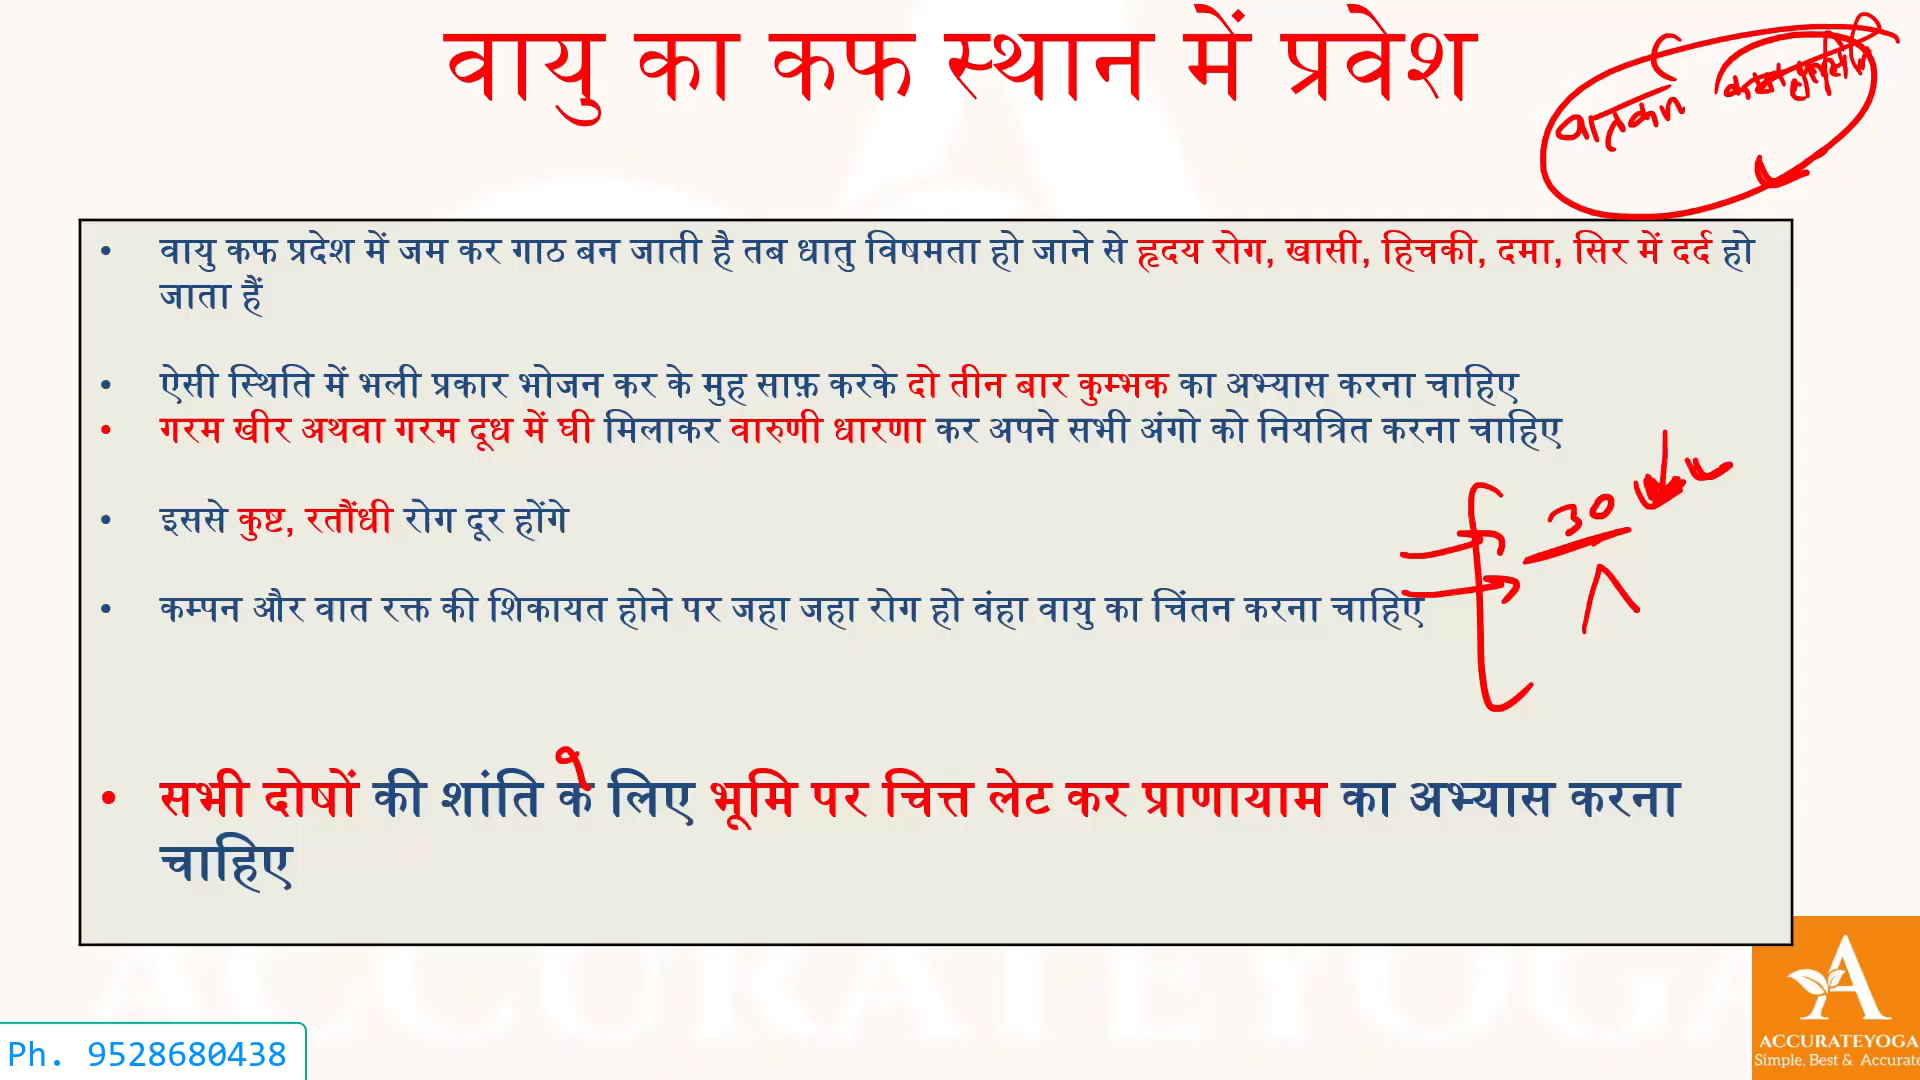 वायु का कफ स्थान में प्रवेश
• वायु कफ प्रदेश में जम कर गाठ बन जाती है तब धातु विषमता हो जाने से हृदय रोग, खासी, हिचकी, दमा, सिर में दर्द हो
जाता हैं
• ऐसी स्थिति में भली प्रकार भोजन कर के मुह साफ़ करके दो तीन बार कुम्भक का अभ्यास करना चाहिए
• गरम खीर अथवा गरम दूध में घी मिलाकर वारुणी धारणा कर अपने सभी अंगो को नियत्रित करना चाहिए
• इससे कुष्ट, रतौंधी रोग दूर होंगे
30
• कम्पन और वात रक्त की शिकायत होने पर जहा जहा रोग हो वंहा वायु का चिंतन करना चाहिए
• सभी दोषों की शांति के लिए भूमि पर चित्त लेट कर प्राणायाम का अभ्यास करना
चाहिए
ACCURATEYOGA
Ph. 9528680438
ACCURATEYOGA
Simple, Best & Accurate